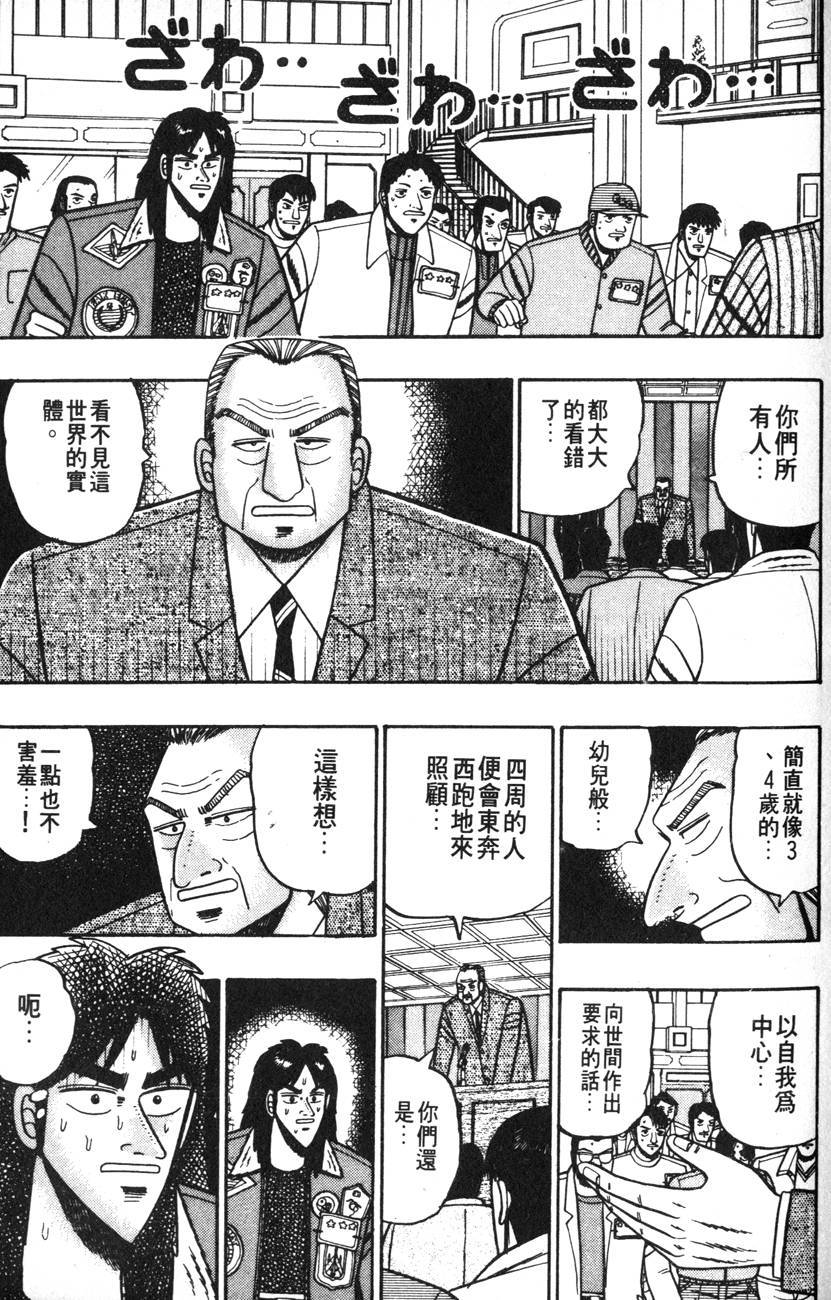 ざわ‥
ざわ‥
ざわ…
你們所
有人…
都大大
的看錯
了…
看不見這
世界的實
體。
簡直就像3
、4歲的…
幼兒般…
以自我為
中心…
向世間作出
要求的話…
四周的人
便會東奔
西跑地來
照顧…
你們還
是…
這樣想…
一點也不
害羞…!
呃…